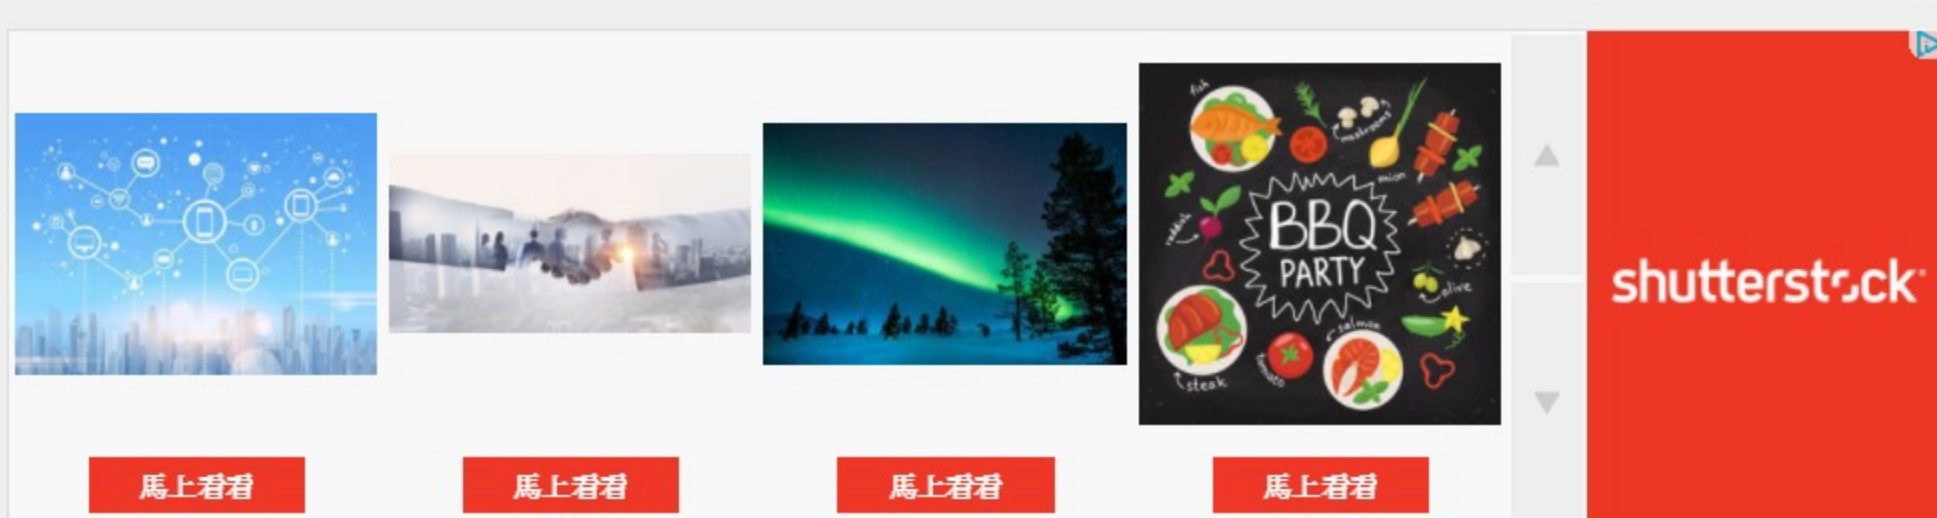 fish
mushrooms
onion
raddish
BBQ
PARTY
olive
salmon
tomato
steak
shutterstock
馬上看看
馬上看看
馬上看看
馬上看看